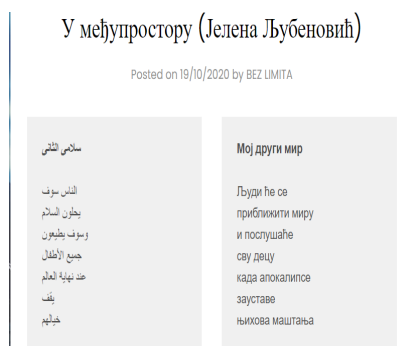 У међупростору (Јелена Љубеновић)
Posted on 19/10/2020 by BEZ LIMITA
سلامي الثاني
الناس سوف
يحلون السلام
وسوف يطيعون
جميع الأطفال
عند نهاية العالم
يقف
خيالهم
Мој други мир
Људи ће се
приближити миру
и послушаће
сву децу
када апокалипсе
зауставе
њихова маштања